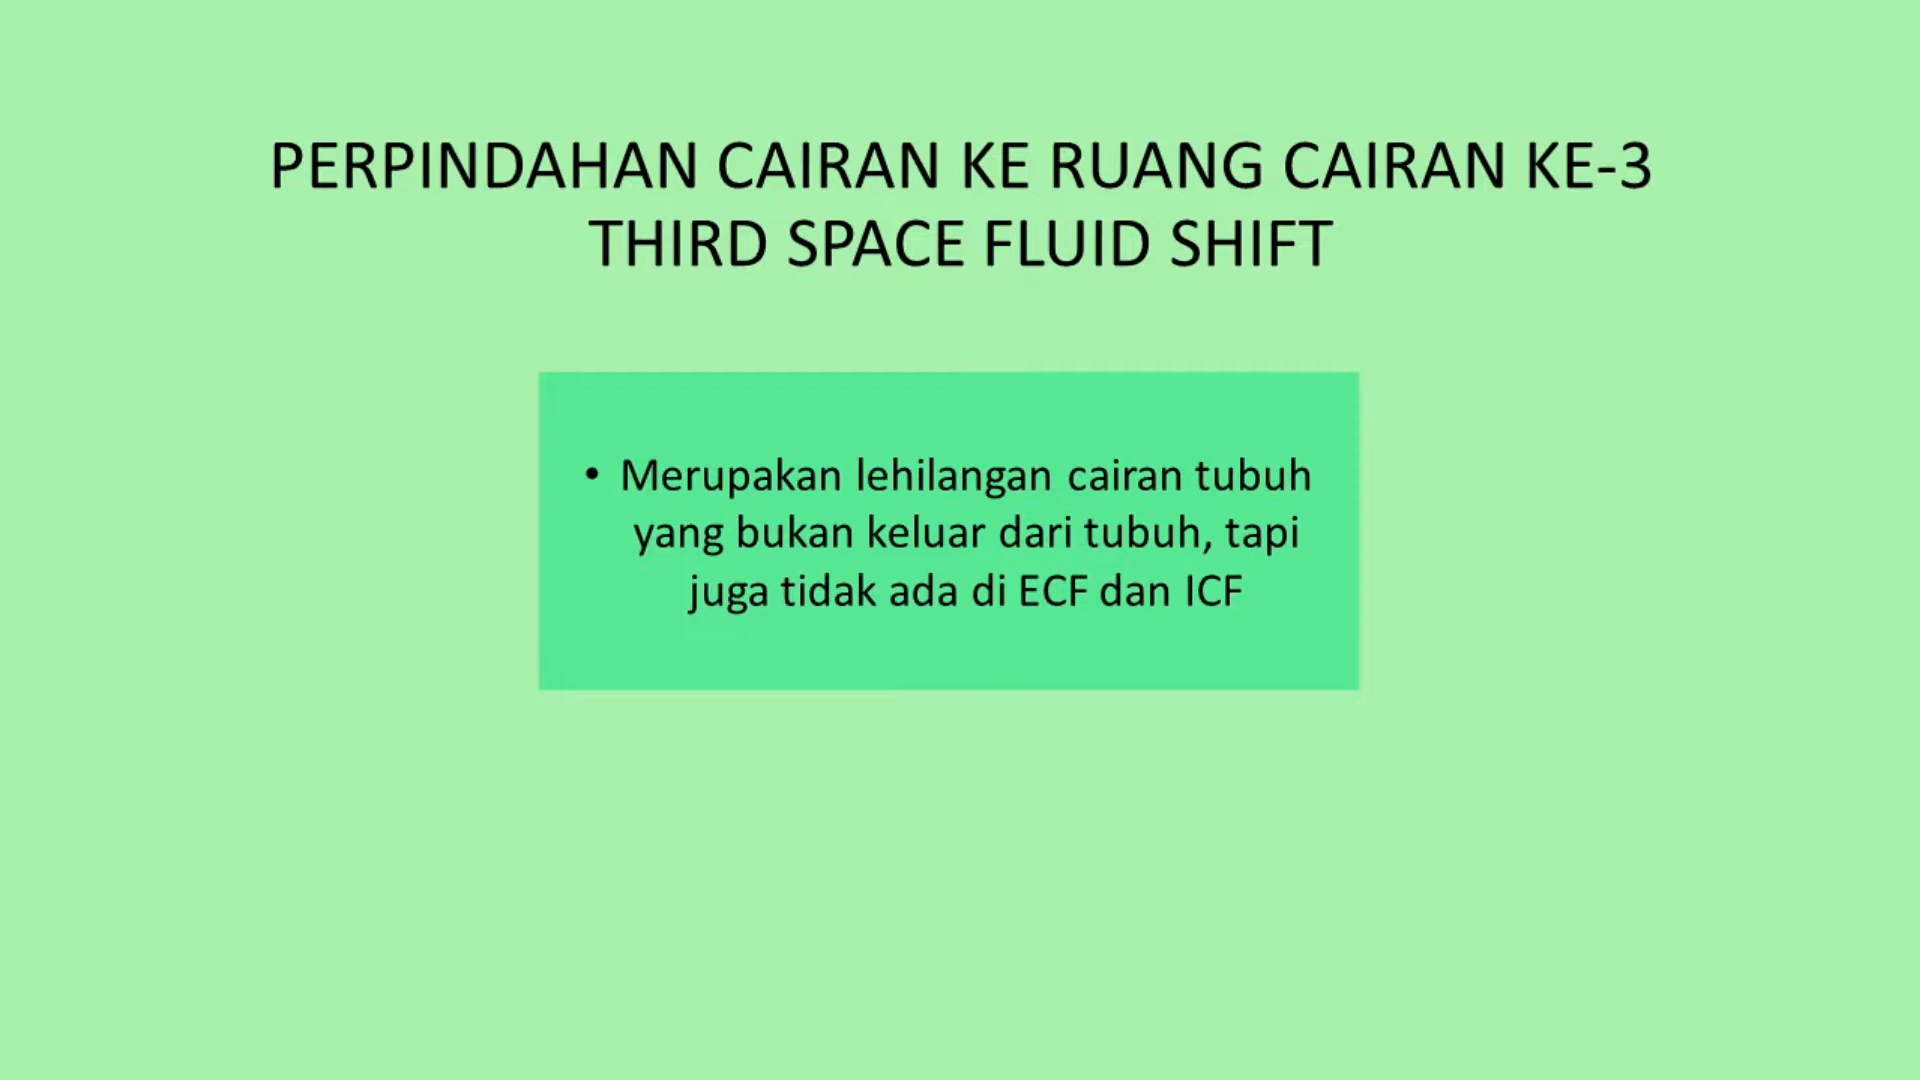 PERPINDAHAN CAIRAN KE RUANG CAIRAN KE-3
THIRD SPACE FLUID SHIFT
• Merupakan lehilangan cairan tubuh
yang bukan keluar dari tubuh, tapi
juga tidak ada di ECF dan ICF